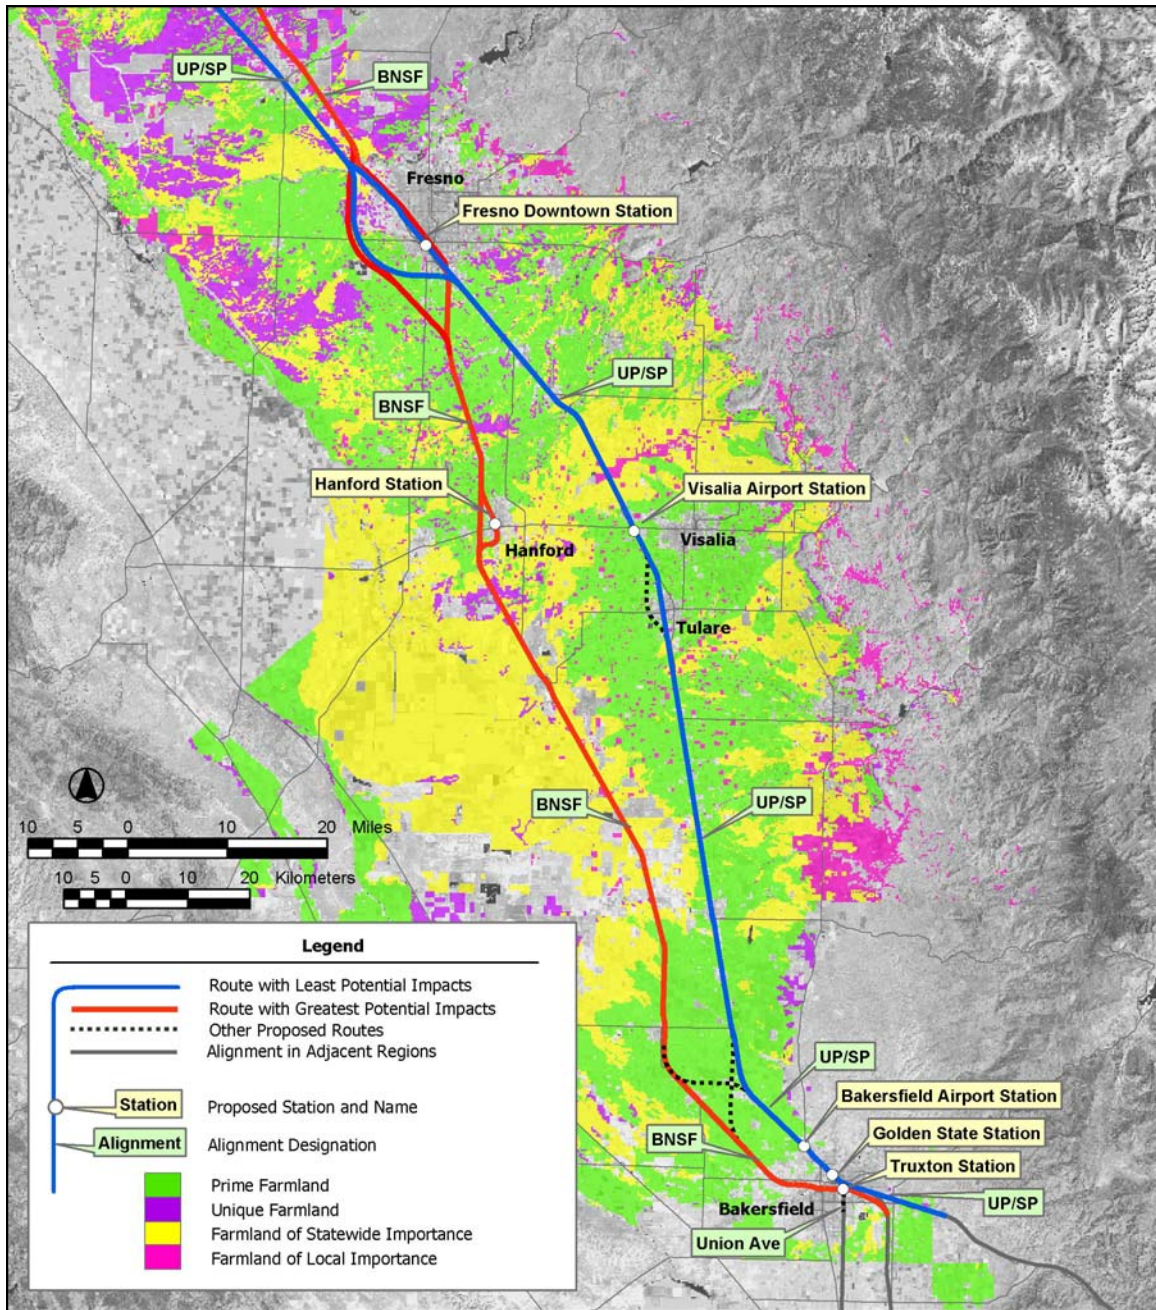 UP/SP
BNSF
Fresno
Fresno Downtown Station
UP/SP
BNSF
Hanford Station
Visalia Airport Station
Hanford
Visalia
Tulare
BNSF
UP/SP
10 5 0 10 20 Miles
10 5 0 10 20 Kilometers
Legend
Route with Least Potential Impacts
Route with Greatest Potential Impacts
Other Proposed Routes
Alignment in Adjacent Regions
Station Proposed Station and Name
Alignment Alignment Designation
Prime Farmland
Unique Farmland
Farmland of Statewide Importance
Farmland of Local Importance
UP/SP
Bakersfield Airport Station
Golden State Station
BNSF
Truxton Station
UP/SP
Bakersfield
Union Ave